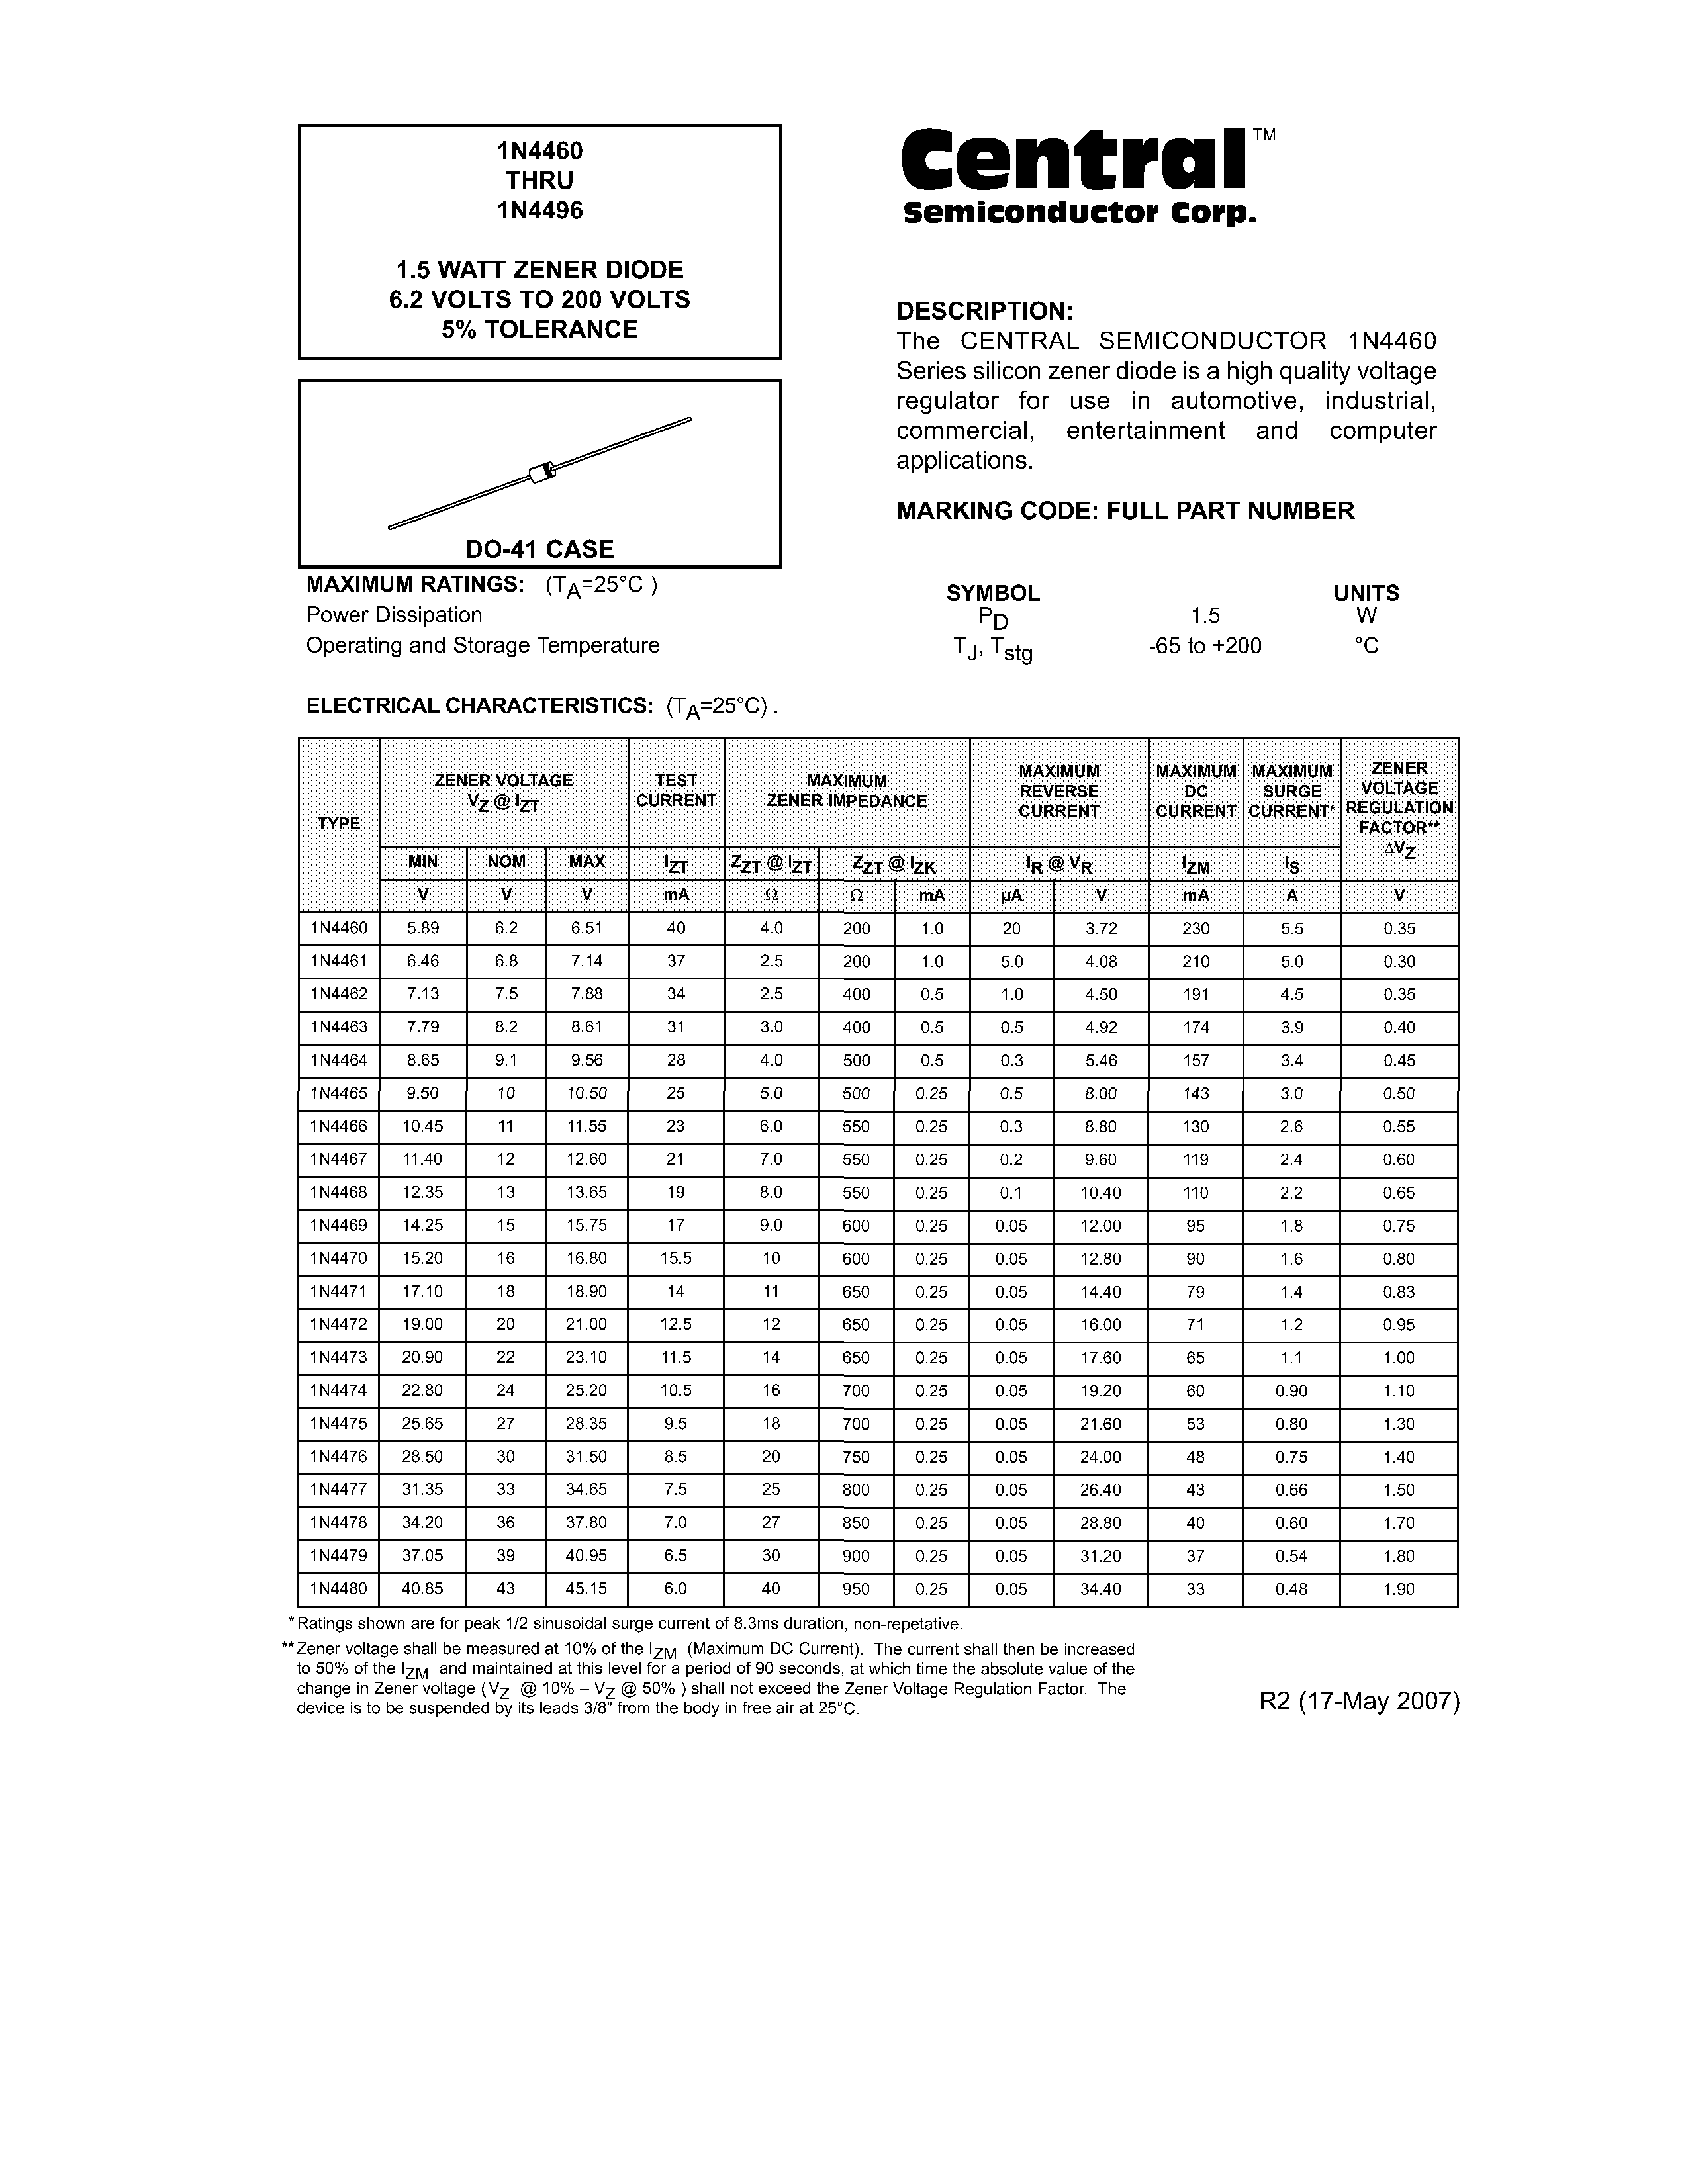 1N4460
THRU
1N4496
1.5 WATT ZENER DIODE
6.2 VOLTS TO 200 VOLTS
5% TOLERANCE
DO-41 CASE
Central™
Semiconductor Corp.
DESCRIPTION:
The CENTRAL SEMICONDUCTOR 1N4460
Series silicon zener diode is a high quality voltage
regulator for use in automotive, industrial,
commercial, entertainment and computer
applications.
MARKING CODE: FULL PART NUMBER
MAXIMUM RATINGS: (TA=25°C ) SYMBOL UNITS
Power Dissipation PD 1.5 W
Operating and Storage Temperature TJ, Tstg -65 to +200 °C
ELECTRICAL CHARACTERISTICS: (TA=25°C) .
TYPE
ZENER VOLTAGE
VZ @ IZT
TEST
CURRENT
MAXIMUM
ZENER IMPEDANCE
MAXIMUM
REVERSE
CURRENT
MAXIMUM
DC
CURRENT
MAXIMUM
SURGE
CURRENT*
ZENER
VOLTAGE
REGULATION
FACTOR**
ΔVZ
MIN NOM MAX IZT ZZT @ IZT ZZT @ IZK IR @ VR IZM IS
V V V mA Ω Ω mA µA V mA A V
1N4460 5.89 6.2 6.51 40 4.0 200 1.0 20 3.72 230 5.5 0.35
1N4461 6.46 6.8 7.14 37 2.5 200 1.0 5.0 4.08 210 5.0 0.30
1N4462 7.13 7.5 7.88 34 2.5 400 0.5 1.0 4.50 191 4.5 0.35
1N4463 7.79 8.2 8.61 31 3.0 400 0.5 0.5 4.92 174 3.9 0.40
1N4464 8.65 9.1 9.56 28 4.0 500 0.5 0.3 5.46 157 3.4 0.45
1N4465 9.50 10 10.50 25 5.0 500 0.25 0.5 8.00 143 3.0 0.50
1N4466 10.45 11 11.55 23 6.0 550 0.25 0.3 8.80 130 2.6 0.55
1N4467 11.40 12 12.60 21 7.0 550 0.25 0.2 9.60 119 2.4 0.60
1N4468 12.35 13 13.65 19 8.0 550 0.25 0.1 10.40 110 2.2 0.65
1N4469 14.25 15 15.75 17 9.0 600 0.25 0.05 12.00 95 1.8 0.75
1N4470 15.20 16 16.80 15.5 10 600 0.25 0.05 12.80 90 1.6 0.80
1N4471 17.10 18 18.90 14 11 650 0.25 0.05 14.40 79 1.4 0.83
1N4472 19.00 20 21.00 12.5 12 650 0.25 0.05 16.00 71 1.2 0.95
1N4473 20.90 22 23.10 11.5 14 650 0.25 0.05 17.60 65 1.1 1.00
1N4474 22.80 24 25.20 10.5 16 700 0.25 0.05 19.20 60 0.90 1.10
1N4475 25.65 27 28.35 9.5 18 700 0.25 0.05 21.60 53 0.80 1.30
1N4476 28.50 30 31.50 8.5 20 750 0.25 0.05 24.00 48 0.75 1.40
1N4477 31.35 33 34.65 7.5 25 800 0.25 0.05 26.40 43 0.66 1.50
1N4478 34.20 36 37.80 7.0 27 850 0.25 0.05 28.80 40 0.60 1.70
1N4479 37.05 39 40.95 6.5 30 900 0.25 0.05 31.20 37 0.54 1.80
1N4480 40.85 43 45.15 6.0 40 950 0.25 0.05 34.40 33 0.48 1.90
*Ratings shown are for peak 1/2 sinusoidal surge current of 8.3ms duration, non-repetative.
**Zener voltage shall be measured at 10% of the IZM (Maximum DC Current). The current shall then be increased
to 50% of the IZM and maintained at this level for a period of 90 seconds, at which time the absolute value of the
change in Zener voltage (VZ @ 10% – VZ @ 50% ) shall not exceed the Zener Voltage Regulation Factor. The
device is to be suspended by its leads 3/8" from the body in free air at 25°C.
R2 (17-May 2007)